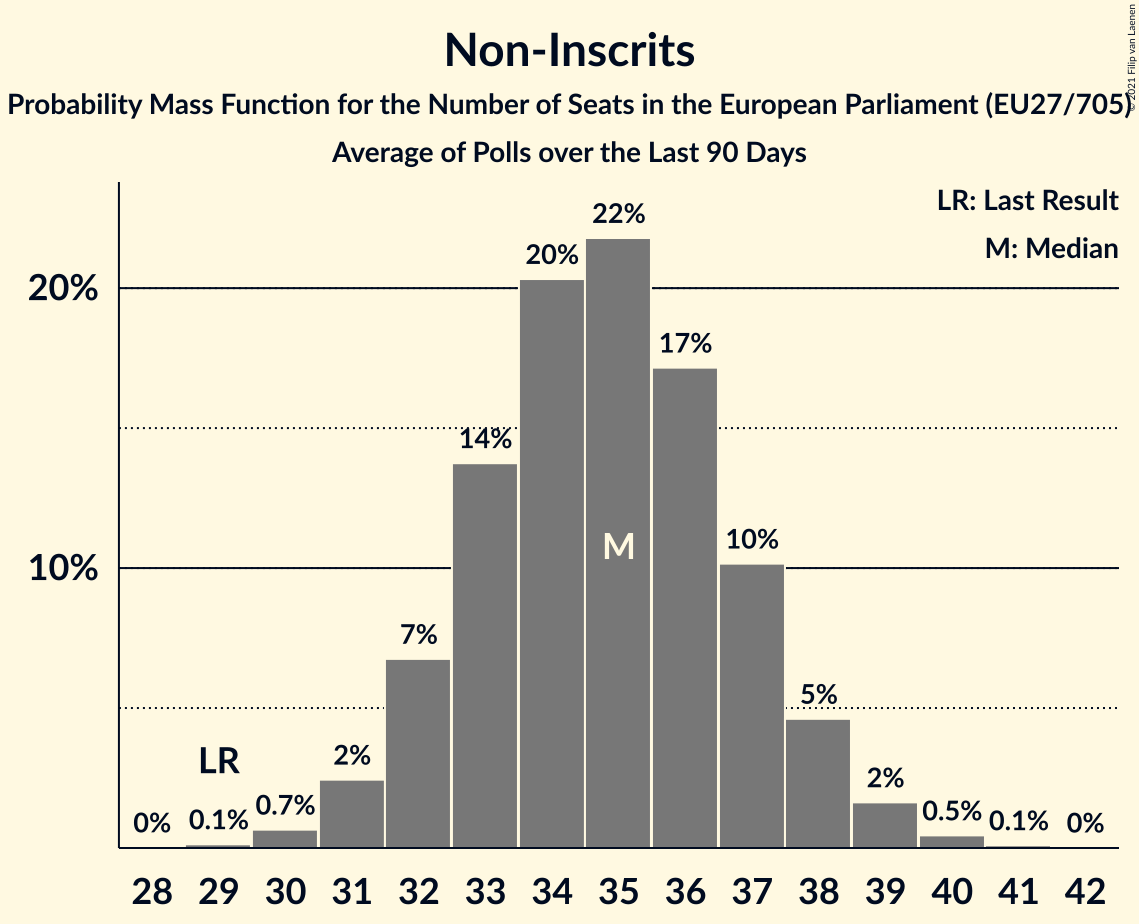 Non-Inscrits
Probability Mass Function for the Number of Seats in the European Parliament (EU27/705)
Average of Polls over the Last 90 Days
© 2021 Filip van Laenen
LR: Last Result
M: Median
20%
10%
0%
0.1%
0.7%
2%
7%
14%
20%
22%
17%
10%
5%
2%
0.5%
0.1%
0%
LR
M
28 29 30 31 32 33 34 35 36 37 38 39 40 41 42